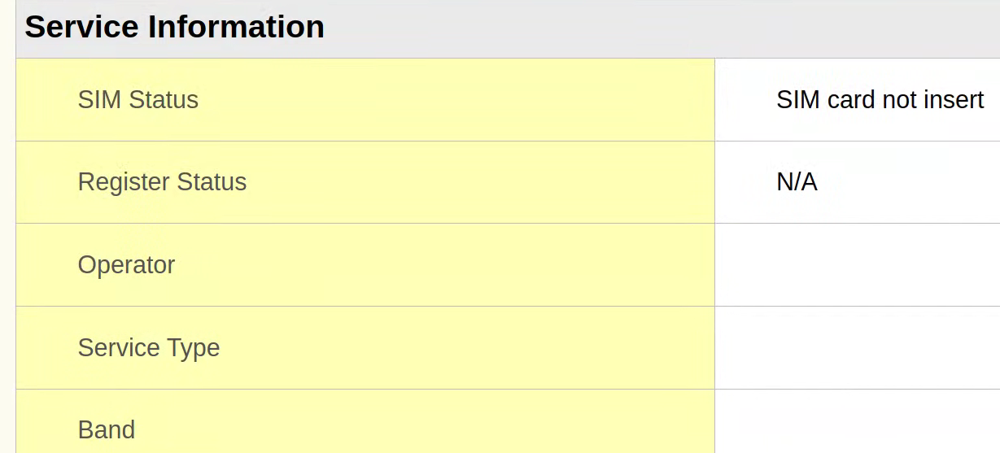 Service Information
SIM Status
SIM card not insert
Register Status
N/A
Operator
Service Type
Band